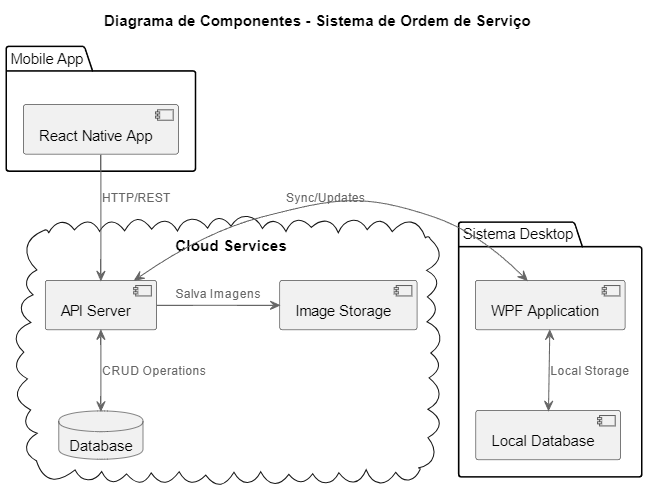 Diagrama de Componentes - Sistema de Ordem de Serviço
Mobile App
React Native App
HTTP/REST
Sync/Updates
Cloud Services
Sistema Desktop
API Server
Salva Imagens
Image Storage
WPF Application
CRUD Operations
Local Storage
Database
Local Database